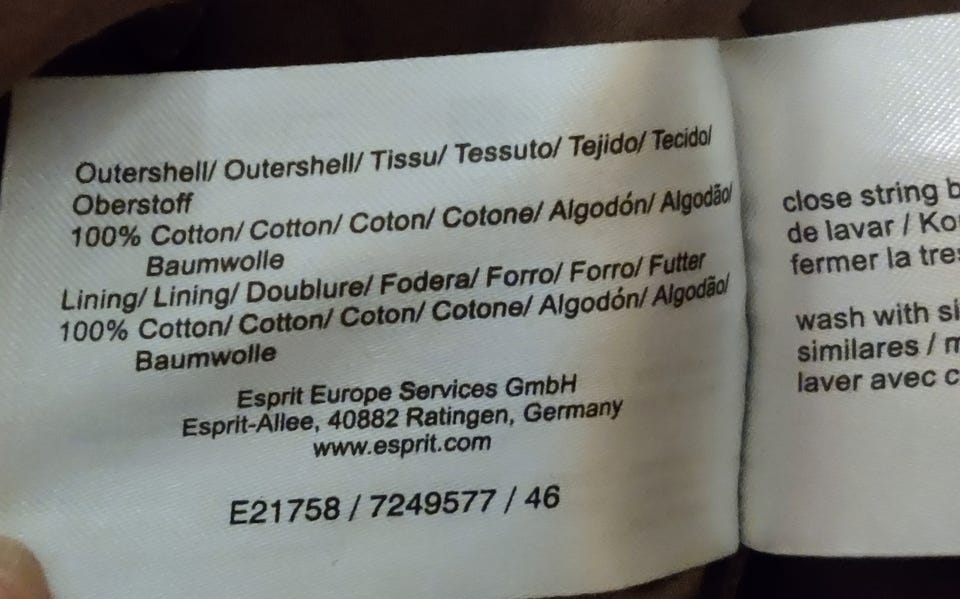 Outershell/ Outershell/ Tissu/ Tessuto/ Tejido/ Tecido/
Oberstoff
100% Cotton/ Cotton/ Coton/ Cotone/ Algodón/ Algodão/
Baumwolle
Lining/ Lining/ Doublure/ Fodera/ Forro/ Forro/ Futter
100% Cotton/ Cotton/ Coton/ Cotone/ Algodón/ Algodão/
Baumwolle
Esprit Europe Services GmbH
Esprit-Allee, 40882 Ratingen, Germany
www.esprit.com
E21758 / 7249577 / 46
close string
de lavar /
fermer la
wash with
similares /
laver avec